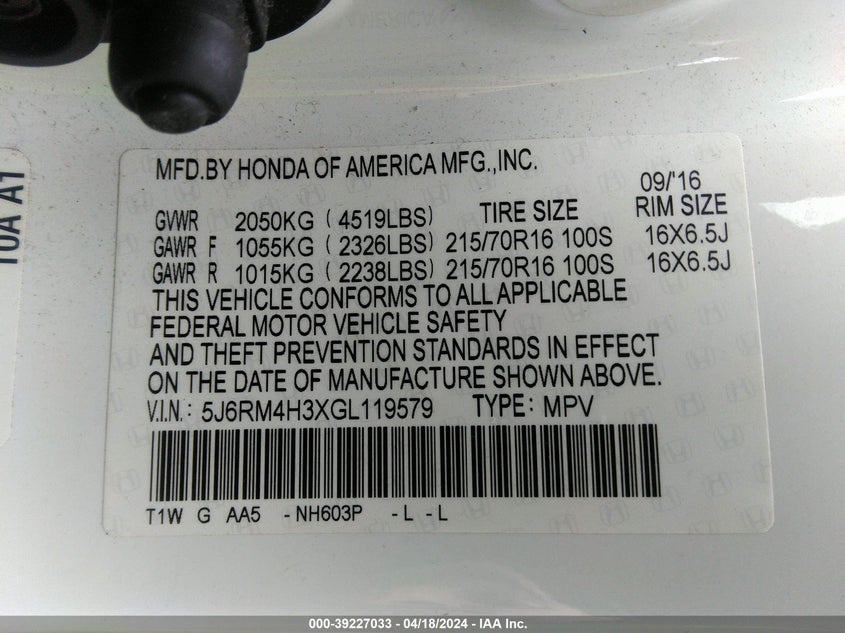 MFD.BY HONDA OF AMERICA MFG.,INC.
09/'16
GVWR 2050KG ( 4519LBS) TIRE SIZE RIM SIZE
GAWR F 1055KG ( 2326LBS) 215/70R16 100S 16X6.5J
GAWR R 1015KG ( 2238LBS) 215/70R16 100S 16X6.5J
THIS VEHICLE CONFORMS TO ALL APPLICABLE
FEDERAL MOTOR VEHICLE SAFETY
AND THEFT PREVENTION STANDARDS IN EFFECT
ON THE DATE OF MANUFACTURE SHOWN ABOVE.
V.I.N.: 5J6RM4H3XGL119579 TYPE: MPV
T1W G AA5 - NH603P - L - L
10A A1
000-39227033 - 04/18/2024 - IAA Inc.